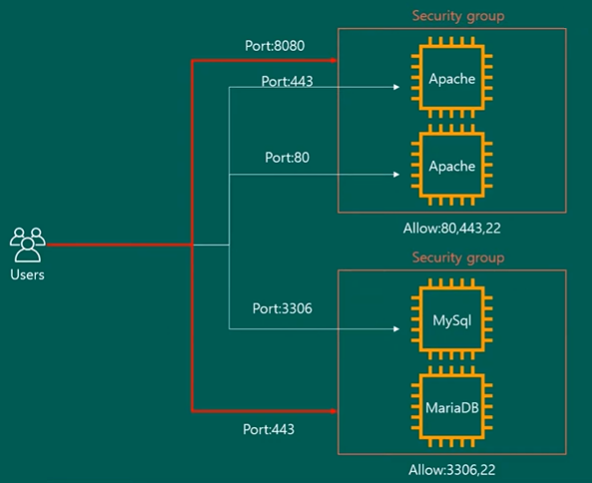 Security group
Port:8080
Apache
Port:443
Port:80
Apache
Allow:80,443,22
Users
Security group
Port:3306
MySql
MariaDB
Port:443
Allow:3306,22